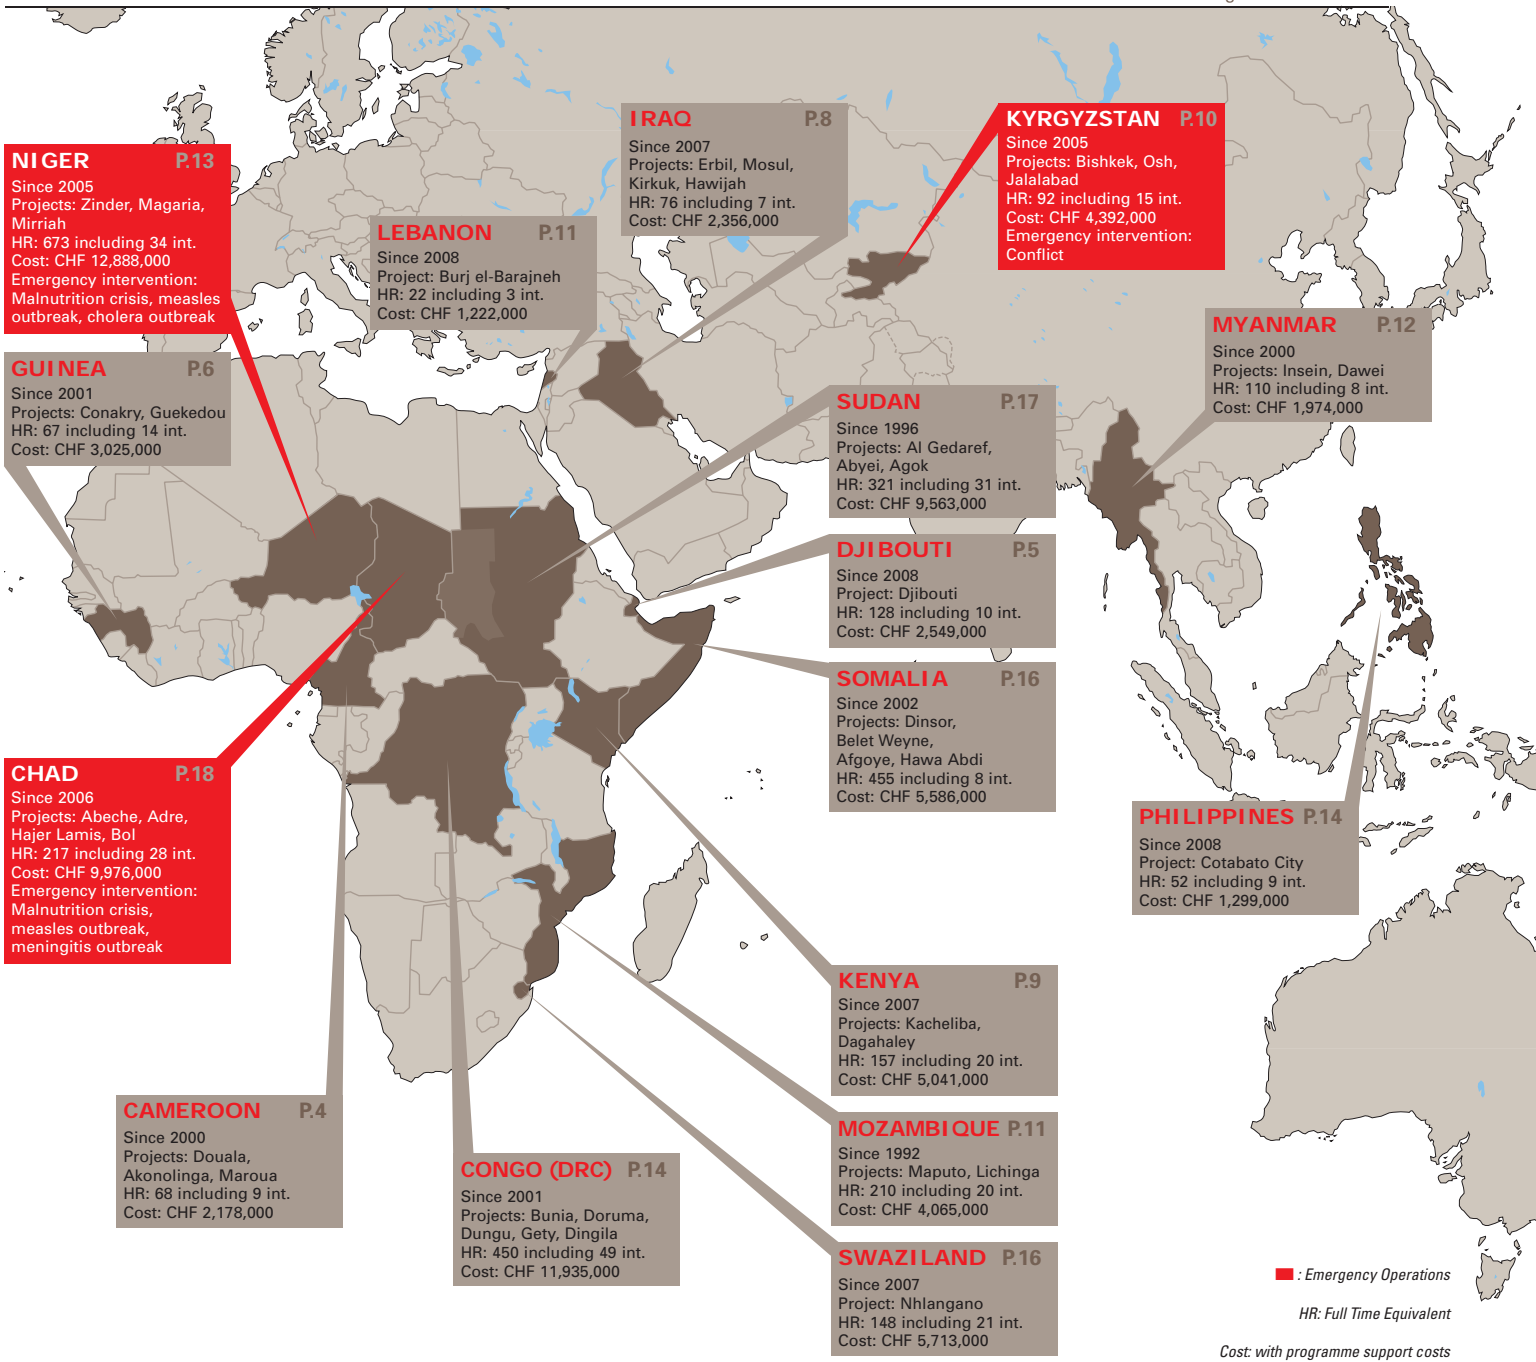 NIGER P.13
Since 2005
Projects: Zinder, Magaria,
Mirriah
HR: 673 including 34 int.
Cost: CHF 12,888,000
Emergency intervention:
Malnutrition crisis, measles
outbreak, cholera outbreak
GUINEA P.6
Since 2001
Projects: Conakry, Guekedou
HR: 67 including 14 int.
Cost: CHF 3,025,000
LEBANON P.11
Since 2008
Project: Burj el-Barajneh
HR: 22 including 3 int.
Cost: CHF 1,222,000
IRAQ P.8
Since 2007
Projects: Erbil, Mosul,
Kirkuk, Hawijah
HR: 76 including 7 int.
Cost: CHF 2,356,000
KYRGYZSTAN P.10
Since 2005
Projects: Bishkek, Osh,
Jalalabad
HR: 92 including 15 int.
Cost: CHF 4,392,000
Emergency intervention:
Conflict
MYANMAR P.12
Since 2000
Projects: Insein, Dawei
HR: 110 including 8 int.
Cost: CHF 1,974,000
SUDAN P.17
Since 1996
Projects: Al Gedaref,
Abyei, Agok
HR: 321 including 31 int.
Cost: CHF 9,563,000
DJIBOUTI P.5
Since 2008
Project: Djibouti
HR: 128 including 10 int.
Cost: CHF 2,549,000
SOMALIA P.16
Since 2002
Projects: Dinsor,
Belet Weyne,
Afgoye, Hawa Abdi
HR: 455 including 8 int.
Cost: CHF 5,586,000
CHAD P.18
Since 2006
Projects: Abeche, Adre,
Hajer Lamis, Bol
HR: 217 including 28 int.
Cost: CHF 9,976,000
Emergency intervention:
Malnutrition crisis,
measles outbreak,
meningitis outbreak
PHILIPPINES P.14
Since 2008
Project: Cotabato City
HR: 52 including 9 int.
Cost: CHF 1,299,000
KENYA P.9
Since 2007
Projects: Kacheliba,
Dagahaley
HR: 157 including 20 int.
Cost: CHF 5,041,000
CAMEROON P.4
Since 2000
Projects: Douala,
Akonolinga, Maroua
HR: 68 including 9 int.
Cost: CHF 2,178,000
CONGO (DRC) P.14
Since 2001
Projects: Bunia, Doruma,
Dungu, Gety, Dingila
HR: 450 including 49 int.
Cost: CHF 11,935,000
MOZAMBIQUE P.11
Since 1992
Projects: Maputo, Lichinga
HR: 210 including 20 int.
Cost: CHF 4,065,000
SWAZILAND P.16
Since 2007
Project: Nhlangano
HR: 148 including 21 int.
Cost: CHF 5,713,000
: Emergency Operations
HR: Full Time Equivalent
Cost: with programme support costs